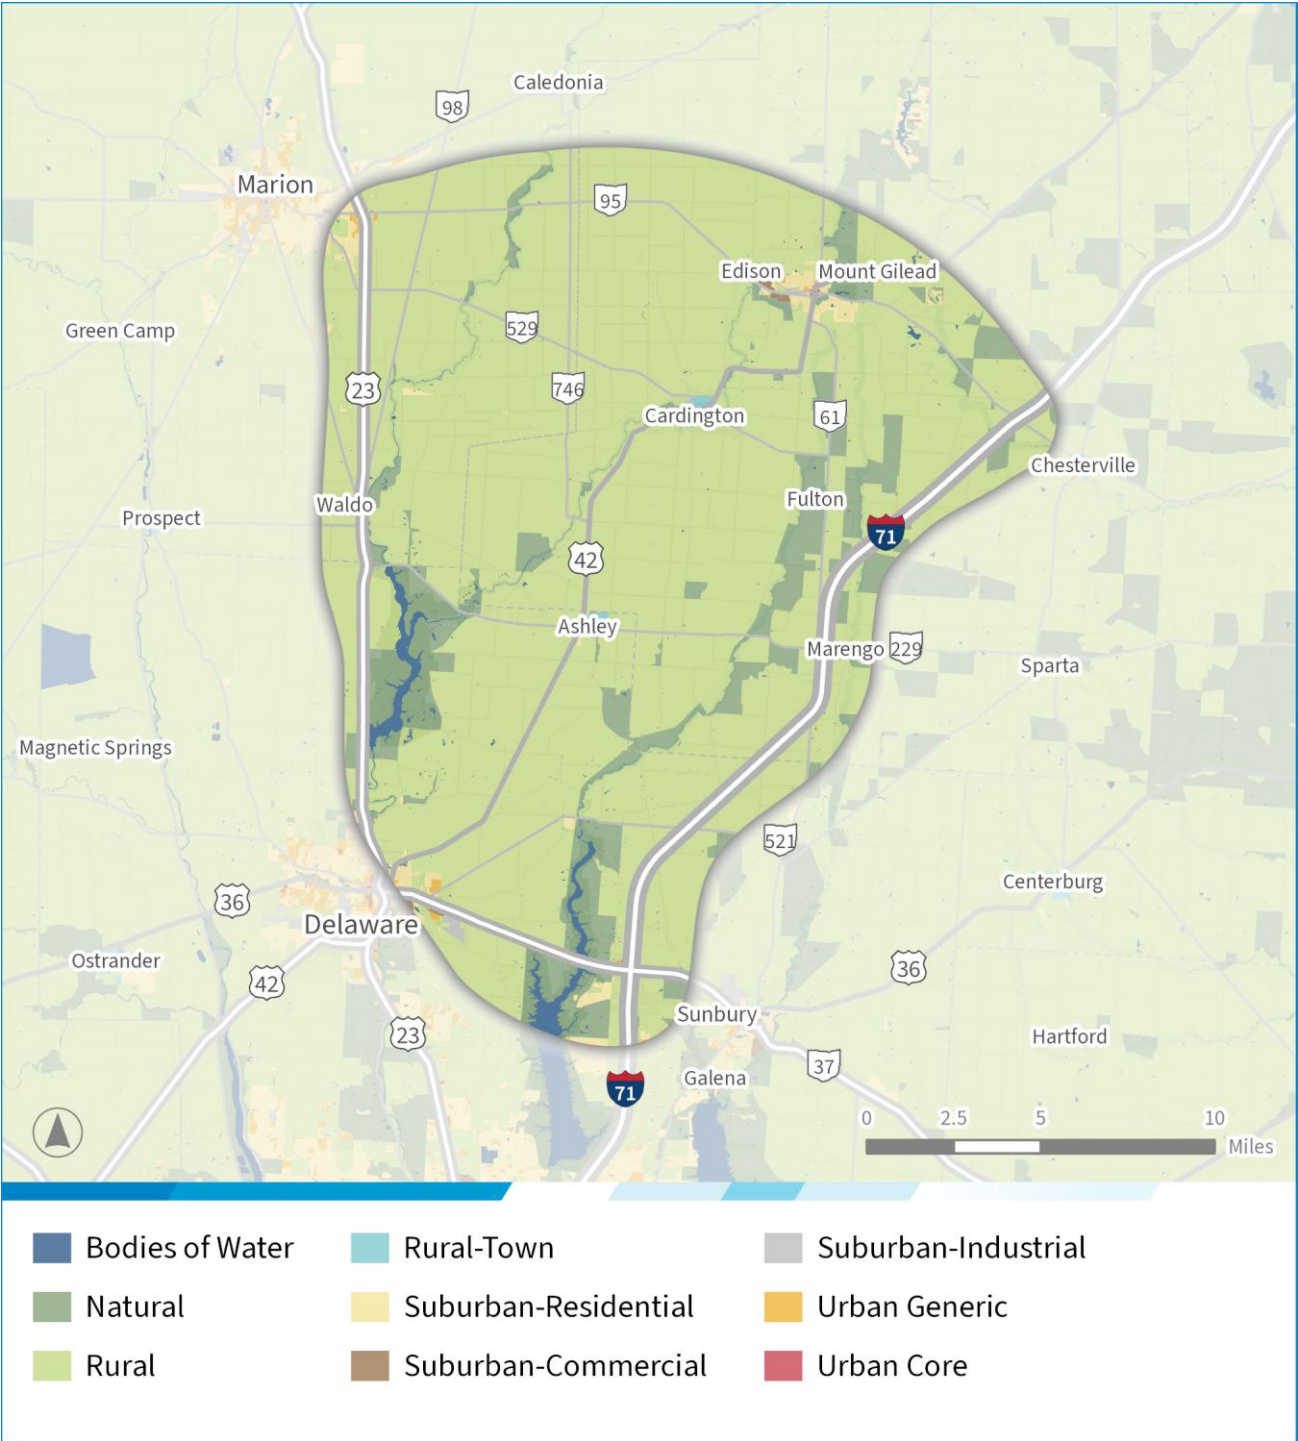 Caledonia
98
Marion
95
Edison
Mount Gilead
Green Camp
529
23
746
Cardington
61
Chesterville
Waldo
Fulton
Prospect
71
42
Ashley
Marengo
229
Sparta
Magnetic Springs
521
Centerburg
36
Delaware
Ostrander
42
36
Sunbury
23
Hartford
37
Galena
71
0
2.5
5
10
Miles
Bodies of Water
Rural-Town
Suburban-Industrial
Natural
Suburban-Residential
Urban Generic
Rural
Suburban-Commercial
Urban Core